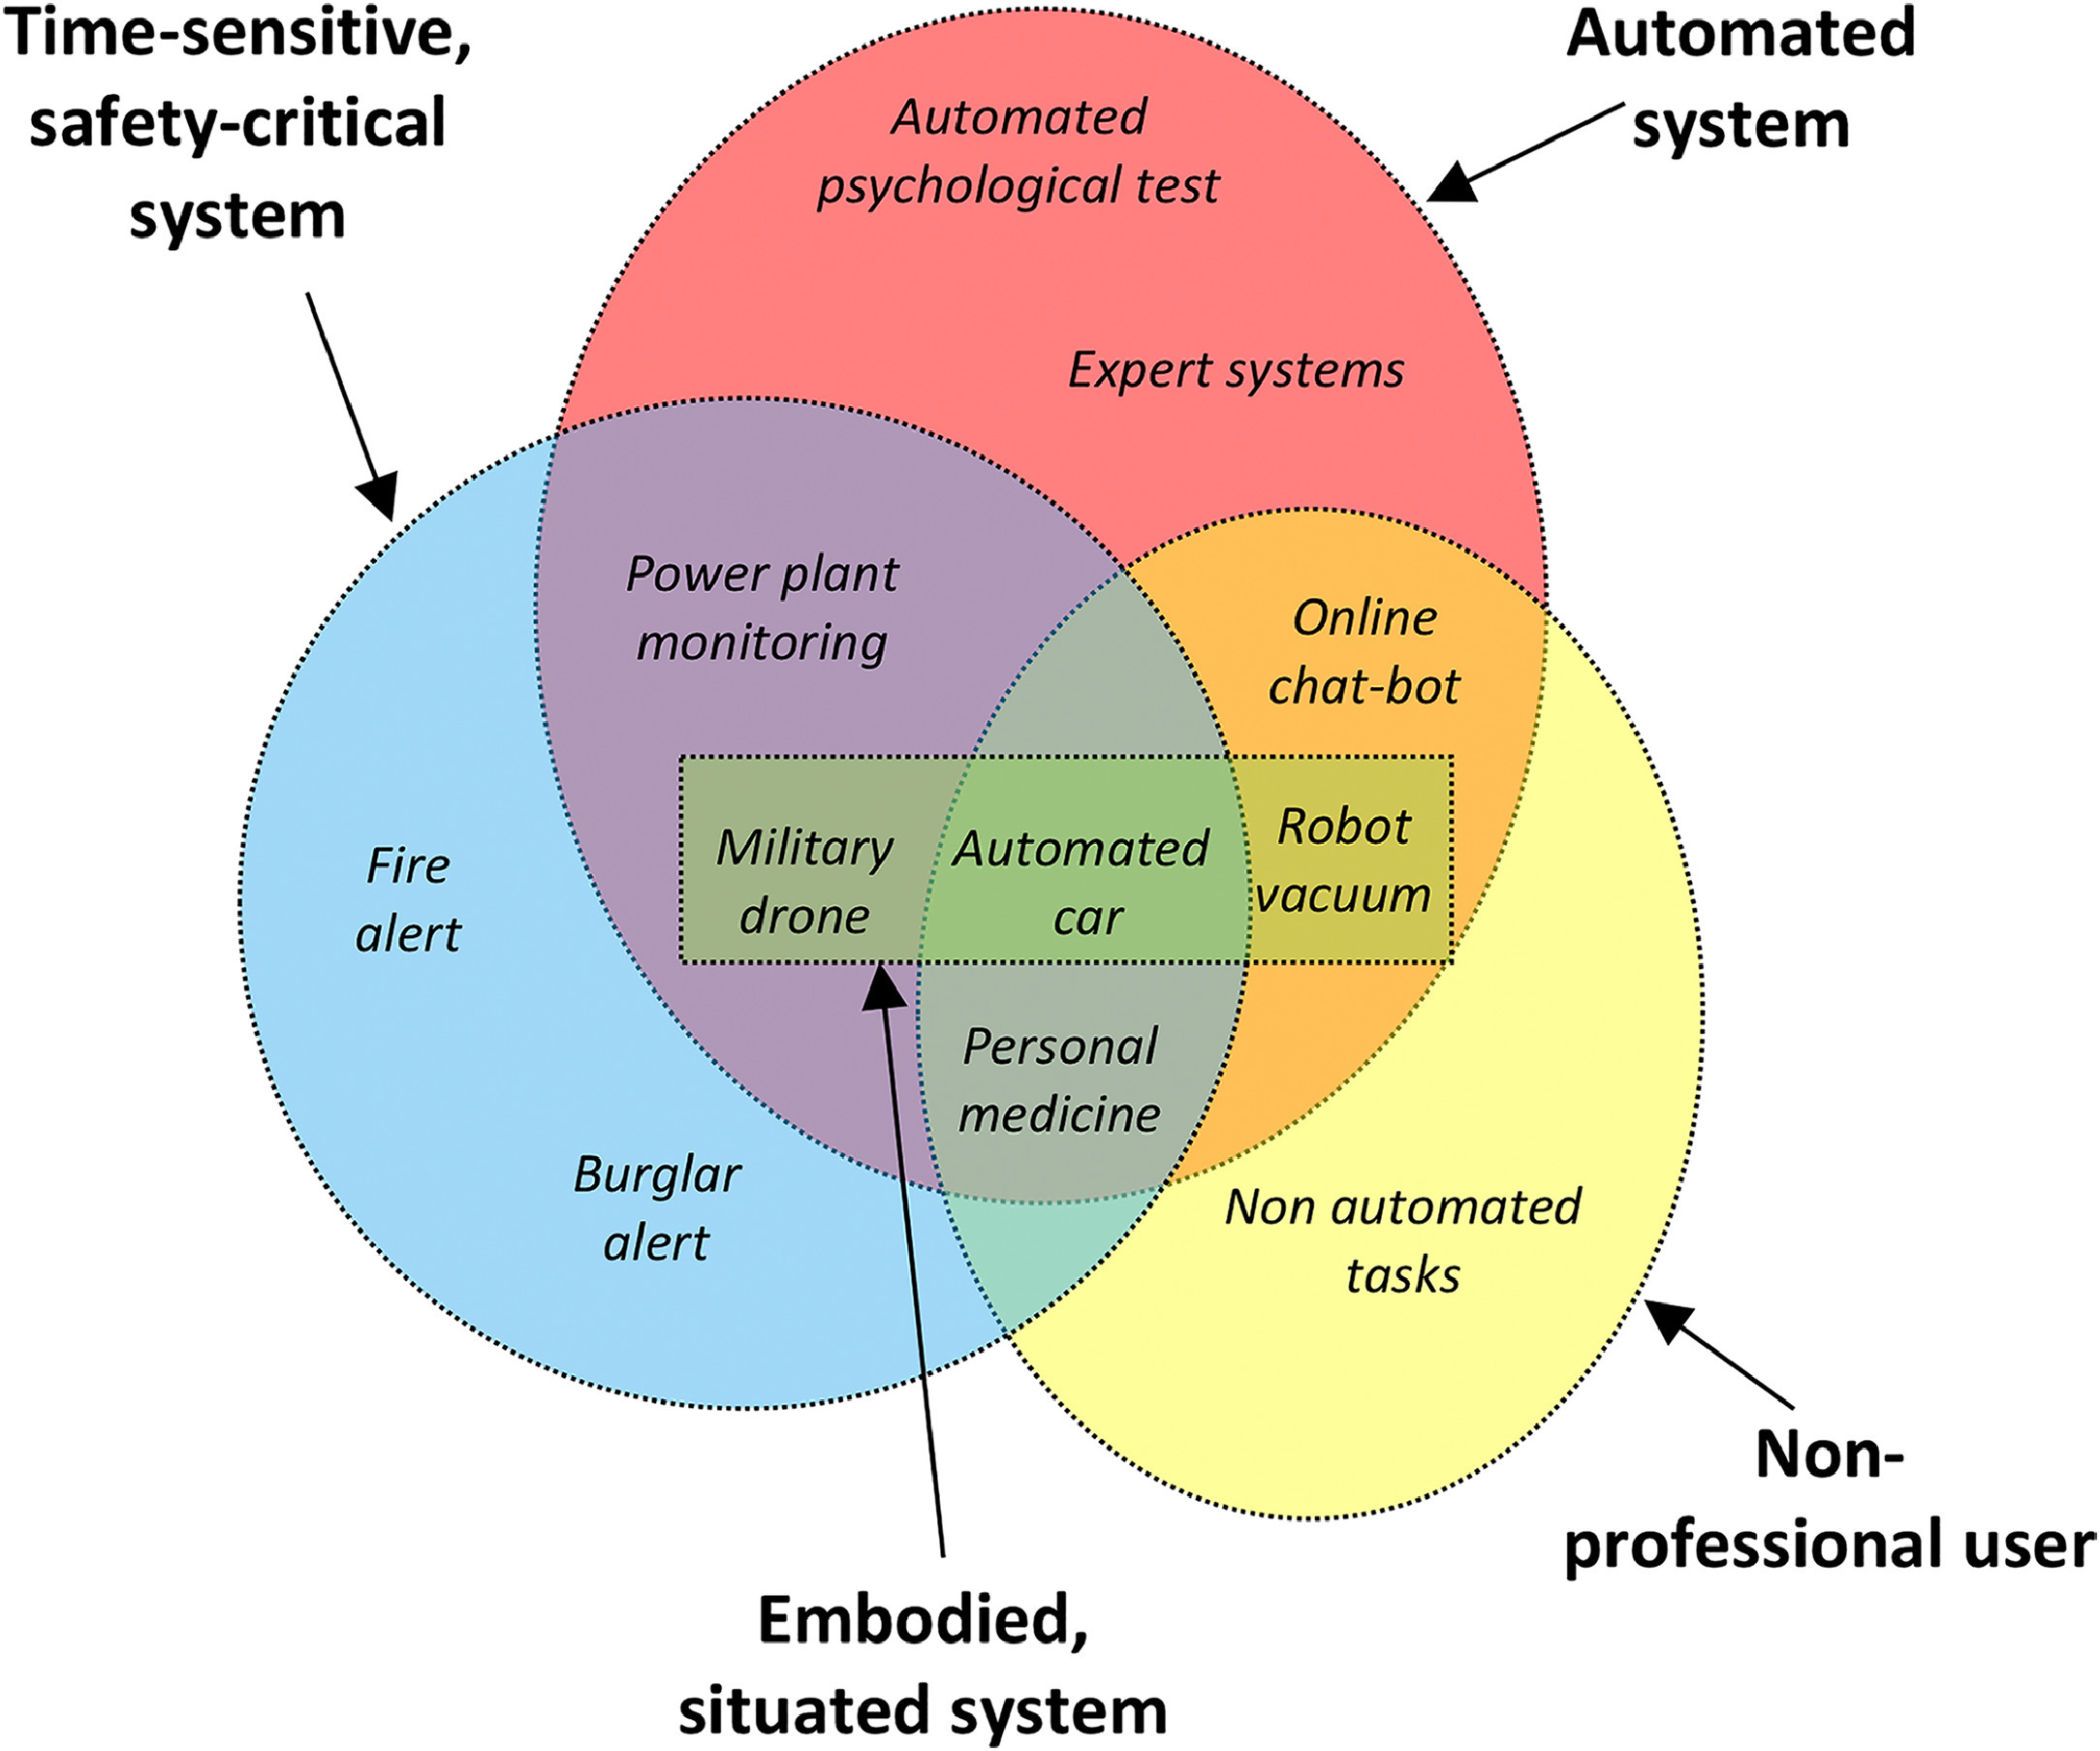 Time-sensitive,
safety-critical
system
Automated
system
Automated
psychological test
Expert systems
Power plant
monitoring
Online
chat-bot
Military
drone
Automated
car
Robot
vacuum
Fire
alert
Personal
medicine
Burglar
alert
Non automated
tasks
Non-
professional user
Embodied,
situated system